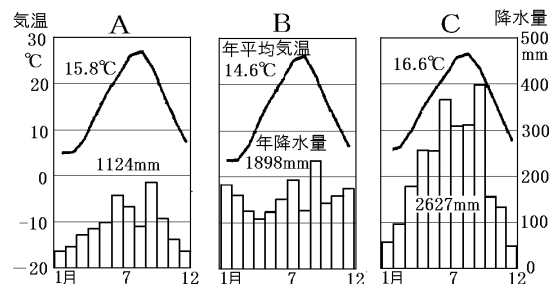 気温 A B C 降水量
30 年平均気温 500
℃ 15.8℃ 14.6℃ 16.6℃ mm
20 400
10 年降水量 300
1124mm 1898mm
0 200
2627mm
−10 100
−20 0
1月 7 12 1月 7 12 1月 7 12